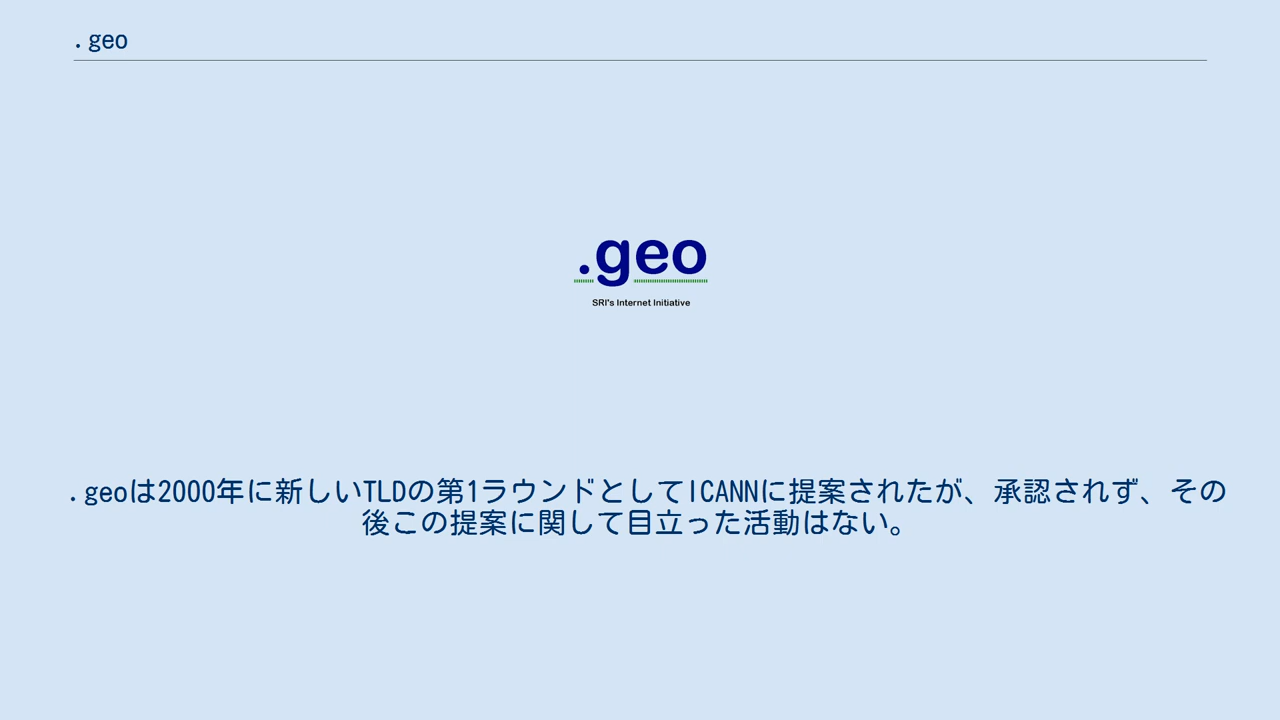 .geo
.geo
SRI's Internet Initiative
.geoは2000年に新しいTLDの第1ラウンドとしてICANNに提案されたが、承認されず、その
後この提案に関して目立った活動はない。